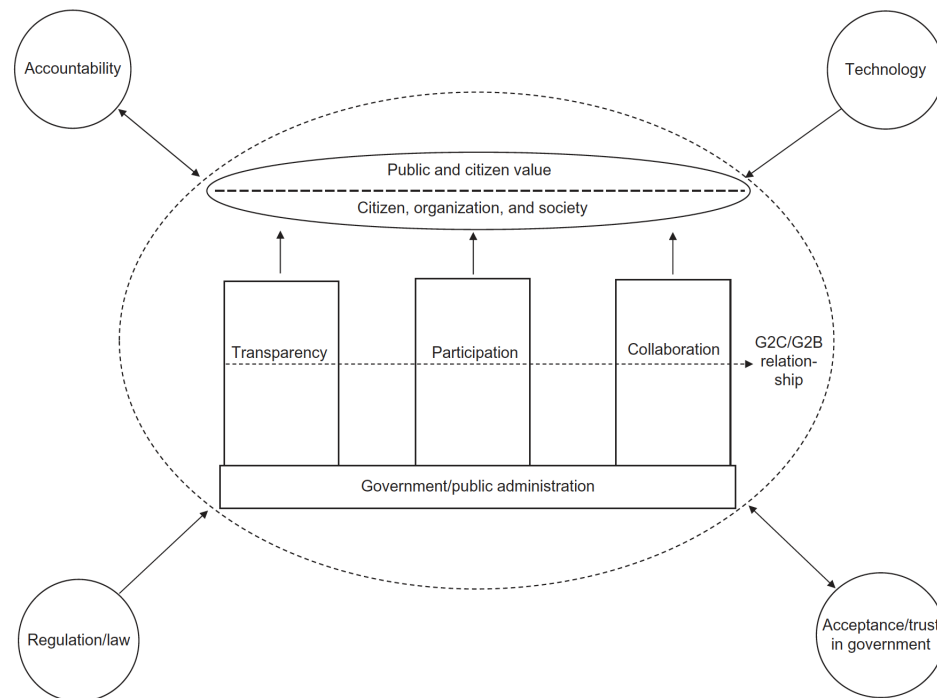 Accountability
Technology
Public and citizen value
Citizen, organization, and society
Transparency
Participation
Collaboration
G2C/G2B
relation-
ship
Government/public administration
Regulation/law
Acceptance/trust
in government